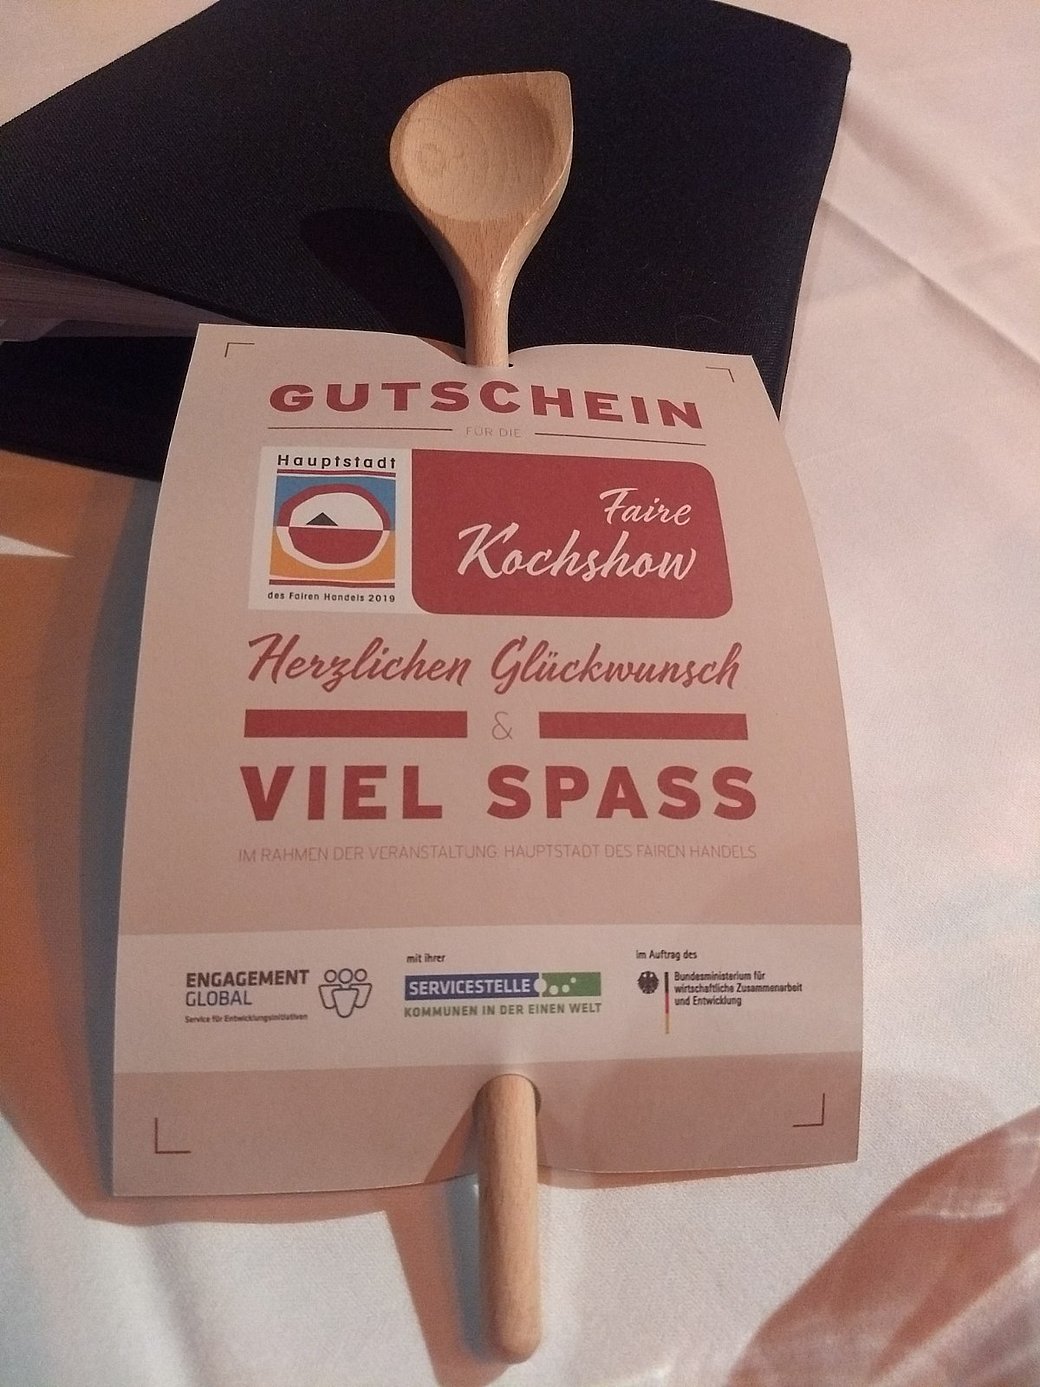 GUTSCHEIN
FÜR DIE
Hauptstadt
des Fairen Handels 2019
Faire
Kochshow
Herzlichen Glückwunsch
&
VIEL SPASS
IM RAHMEN DER VERANSTALTUNG: HAUPTSTADT DES FAIREN HANDELS
ENGAGEMENT
GLOBAL
Service für Entwicklungsinitiativen
mit ihrer
SERVICESTELLE
KOMMUNEN IN DER EINEN WELT
im Auftrag des
Bundesministerium für
wirtschaftliche Zusammenarbeit
und Entwicklung